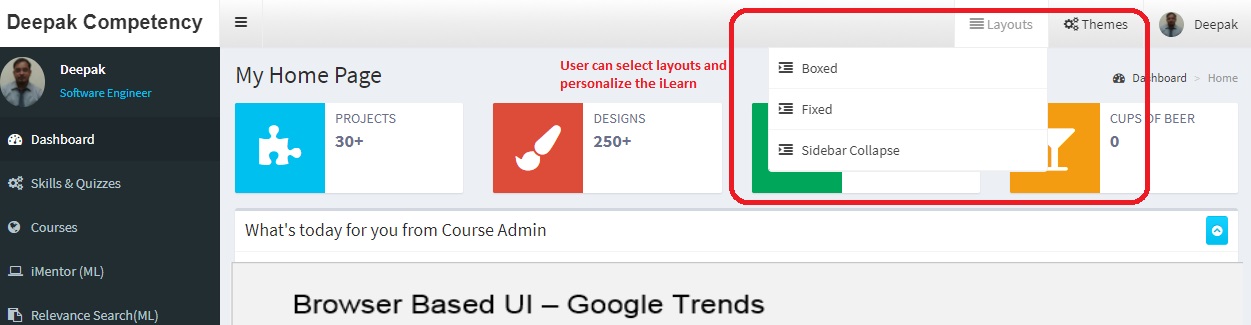 Deepak Competency
Layouts
Themes
Deepak
Deepak
Software Engineer
My Home Page
User can select layouts and
personalize the iLearn
Boxed
Fixed
Sidebar Collapse
Dashboard > Home
PROJECTS
30+
DESIGNS
250+
CUPS OF BEER
0
Dashboard
Skills & Quizzes
Courses
iMentor (ML)
Relevance Search(ML)
What's today for you from Course Admin
Browser Based UI – Google Trends